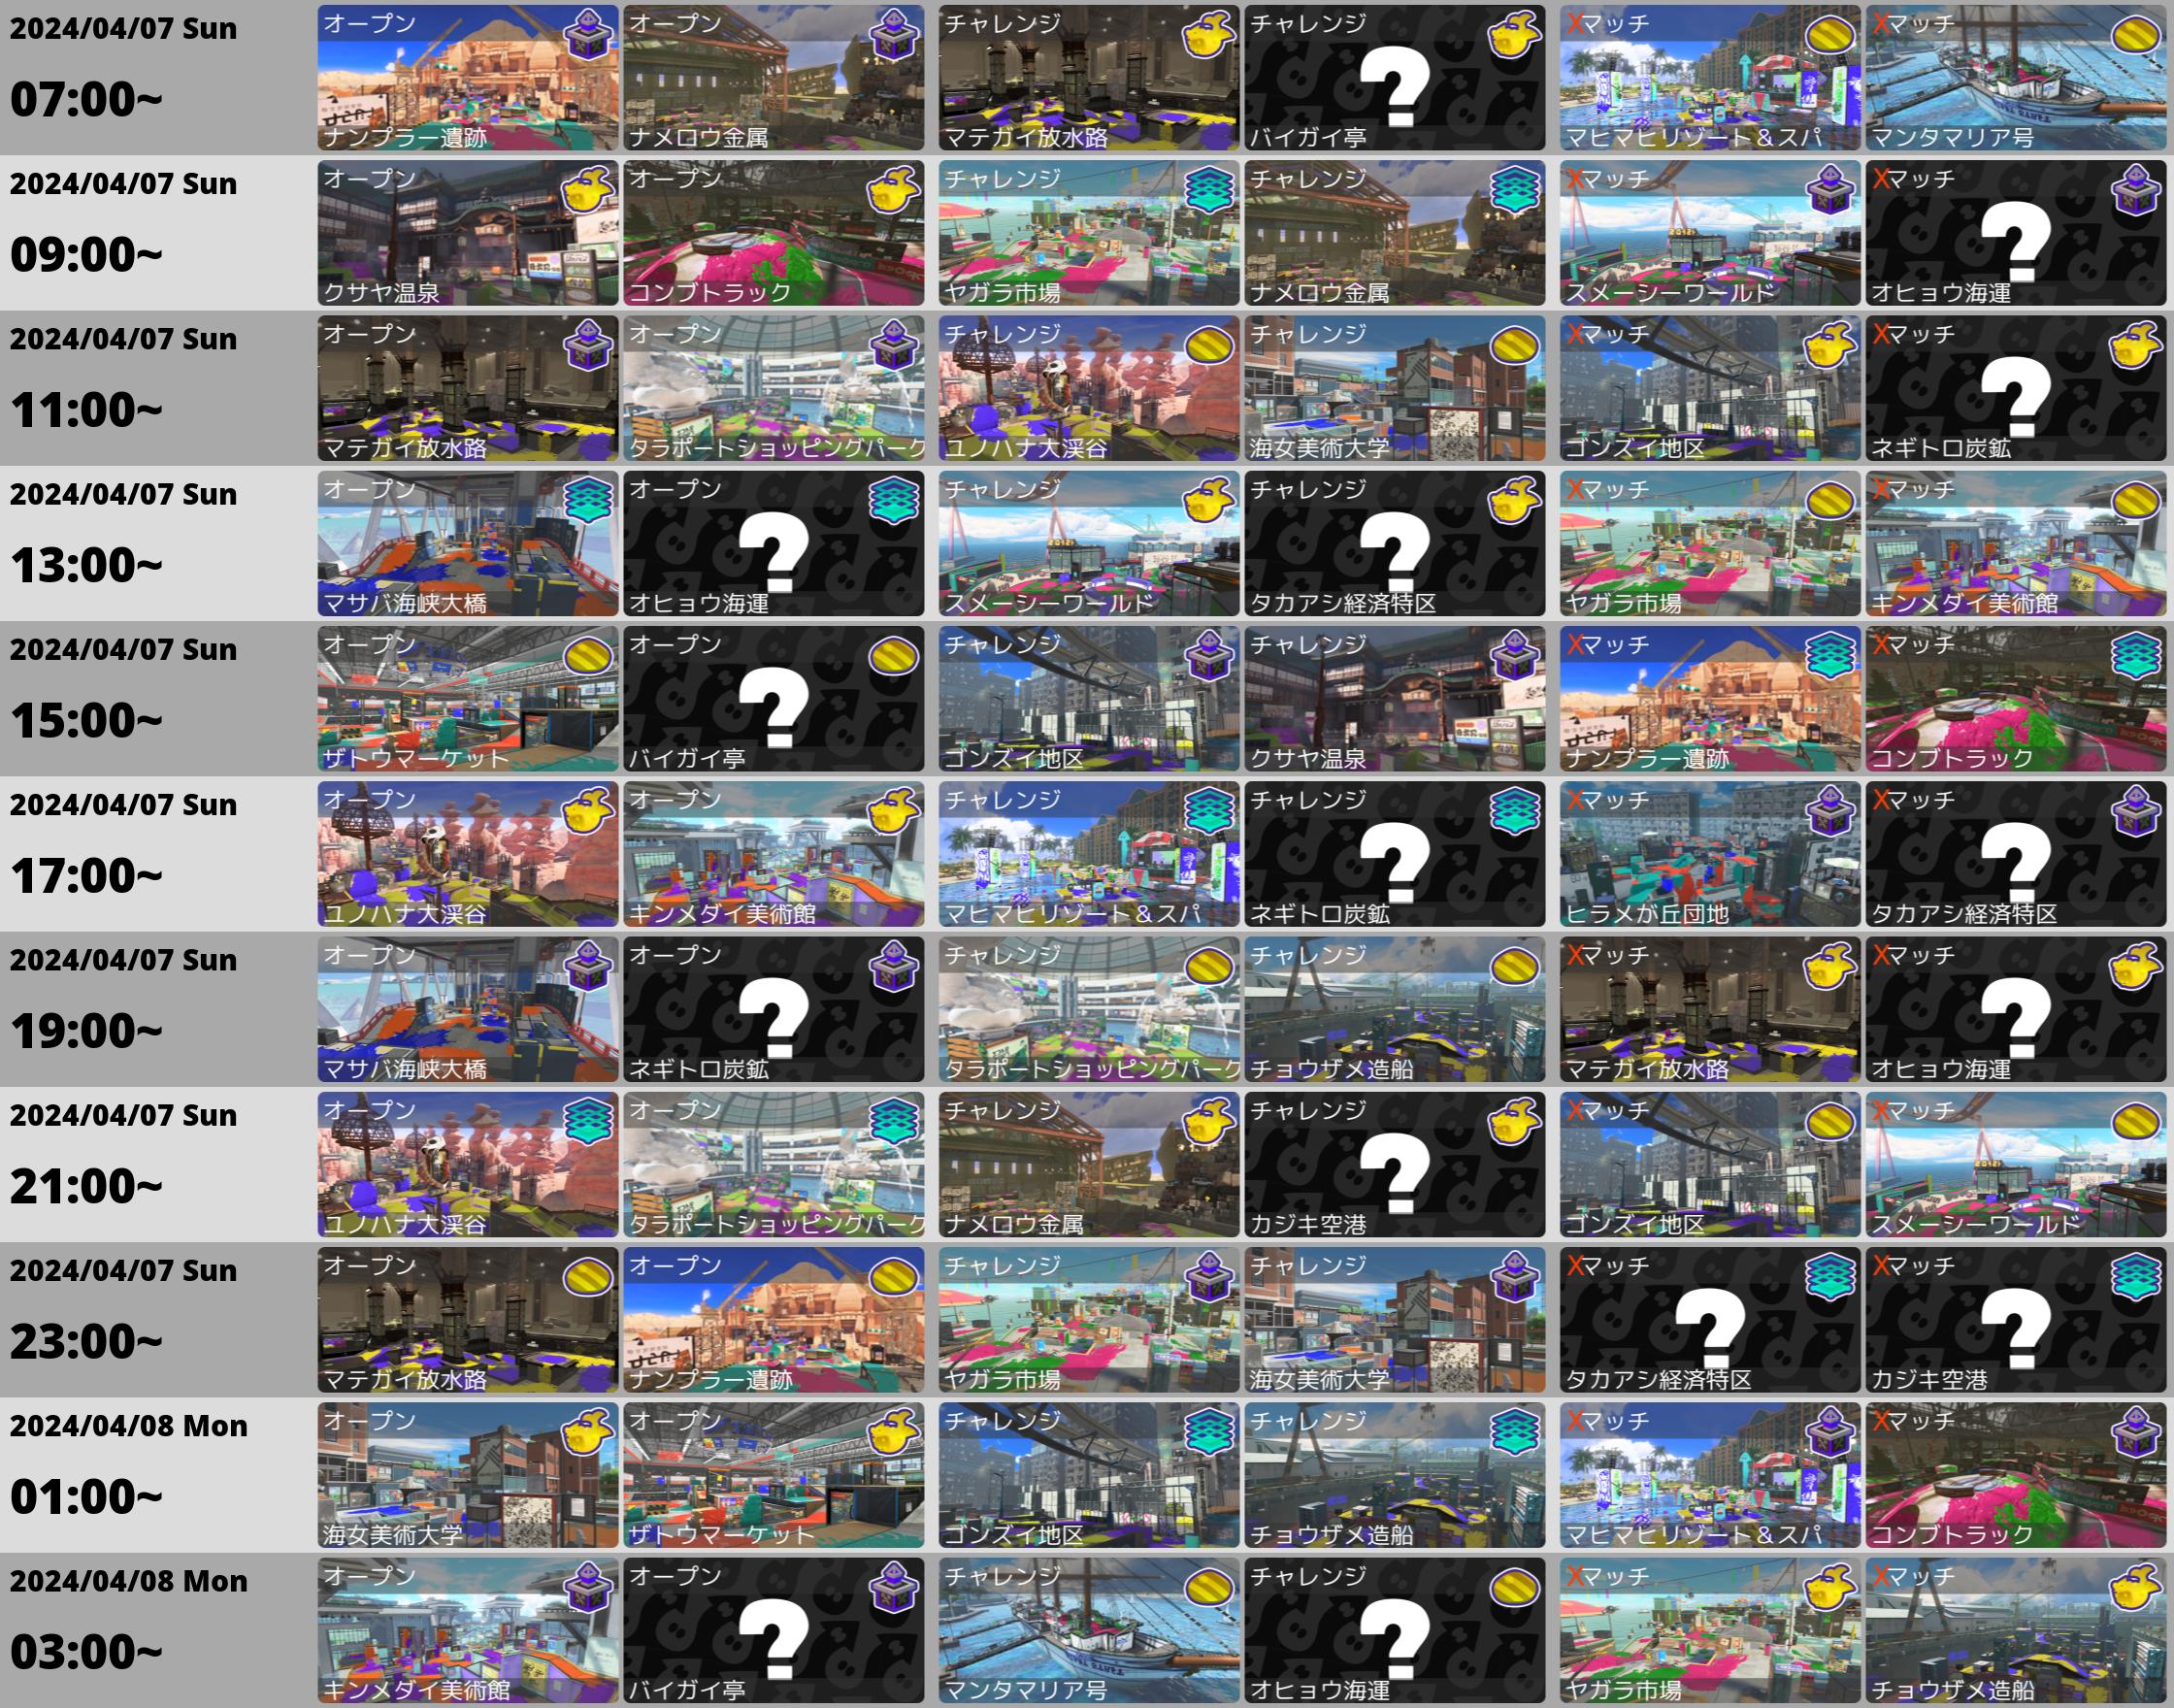 2024/04/07 Sun
07:00~
オープン
ナンプラー遺跡
オープン
ナメロウ金属
チャレンジ
マテガイ放水路
チャレンジ
バイガイ亭
Xマッチ
マヒマヒリゾート＆スパ
Xマッチ
マンタマリア号
2024/04/07 Sun
09:00~
オープン
クサヤ温泉
オープン
コンブトラック
チャレンジ
ヤガラ市場
チャレンジ
ナメロウ金属
Xマッチ
スメーシーワールド
Xマッチ
オヒョウ海運
2024/04/07 Sun
11:00~
オープン
マテガイ放水路
オープン
タラポートショッピングパーク
チャレンジ
ユノハナ大渓谷
チャレンジ
海女美術大学
Xマッチ
ゴンズイ地区
Xマッチ
ネギトロ炭鉱
2024/04/07 Sun
13:00~
オープン
マサバ海峡大橋
オープン
オヒョウ海運
チャレンジ
スメーシーワールド
チャレンジ
タカアシ経済特区
Xマッチ
ヤガラ市場
Xマッチ
キンメダイ美術館
2024/04/07 Sun
15:00~
オープン
ザトウマーケット
オープン
バイガイ亭
チャレンジ
ゴンズイ地区
チャレンジ
クサヤ温泉
Xマッチ
ナンプラー遺跡
Xマッチ
コンブトラック
2024/04/07 Sun
17:00~
オープン
ユノハナ大渓谷
オープン
キンメダイ美術館
チャレンジ
マヒマヒリゾート＆スパ
チャレンジ
ネギトロ炭鉱
Xマッチ
ヒラメが丘団地
Xマッチ
タカアシ経済特区
2024/04/07 Sun
19:00~
オープン
マサバ海峡大橋
オープン
ネギトロ炭鉱
チャレンジ
タラポートショッピングパーク
チャレンジ
チョウザメ造船
Xマッチ
マテガイ放水路
Xマッチ
オヒョウ海運
2024/04/07 Sun
21:00~
オープン
ユノハナ大渓谷
オープン
タラポートショッピングパーク
チャレンジ
ナメロウ金属
チャレンジ
カジキ空港
Xマッチ
ゴンズイ地区
Xマッチ
スメーシーワールド
2024/04/07 Sun
23:00~
オープン
マテガイ放水路
オープン
ナンプラー遺跡
チャレンジ
ヤガラ市場
チャレンジ
海女美術大学
Xマッチ
タカアシ経済特区
Xマッチ
カジキ空港
2024/04/08 Mon
01:00~
オープン
海女美術大学
オープン
ザトウマーケット
チャレンジ
ゴンズイ地区
チャレンジ
チョウザメ造船
Xマッチ
マヒマヒリゾート＆スパ
Xマッチ
コンブトラック
2024/04/08 Mon
03:00~
オープン
キンメダイ美術館
オープン
バイガイ亭
チャレンジ
マンタマリア号
チャレンジ
オヒョウ海運
Xマッチ
ヤガラ市場
Xマッチ
チョウザメ造船